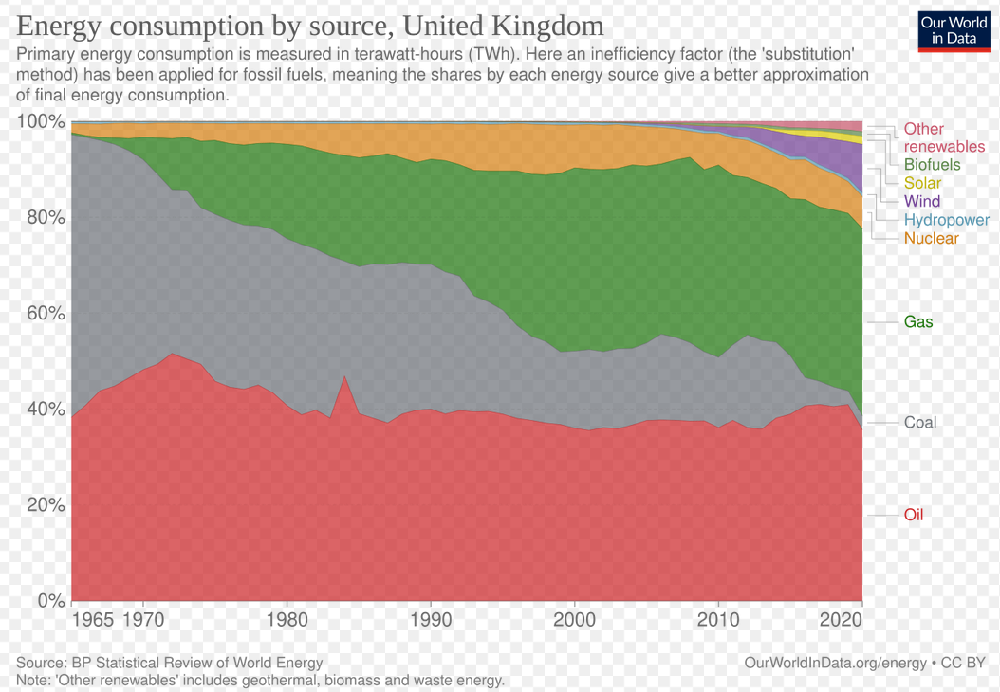 Energy consumption by source, United Kingdom
Our World
in Data
Primary energy consumption is measured in terawatt-hours (TWh). Here an inefficiency factor (the 'substitution'
method) has been applied for fossil fuels, meaning the shares by each energy source give a better approximation
of final energy consumption.
100%
80%
60%
40%
20%
0%
Other
renewables
Biofuels
Solar
Wind
Hydropower
Nuclear
Gas
Coal
Oil
1965 1970 1980 1990 2000 2010 2020
Source: BP Statistical Review of World Energy
OurWorldInData.org/energy • CC BY
Note: 'Other renewables' includes geothermal, biomass and waste energy.